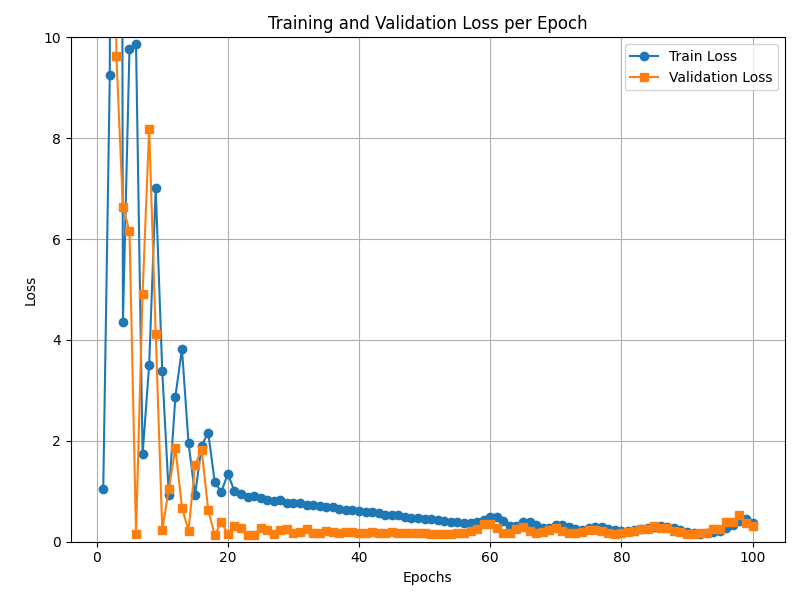 Training and Validation Loss per Epoch
Train Loss
Validation Loss
10
8
6
4
2
0
Loss
0 20 40 60 80 100
Epochs